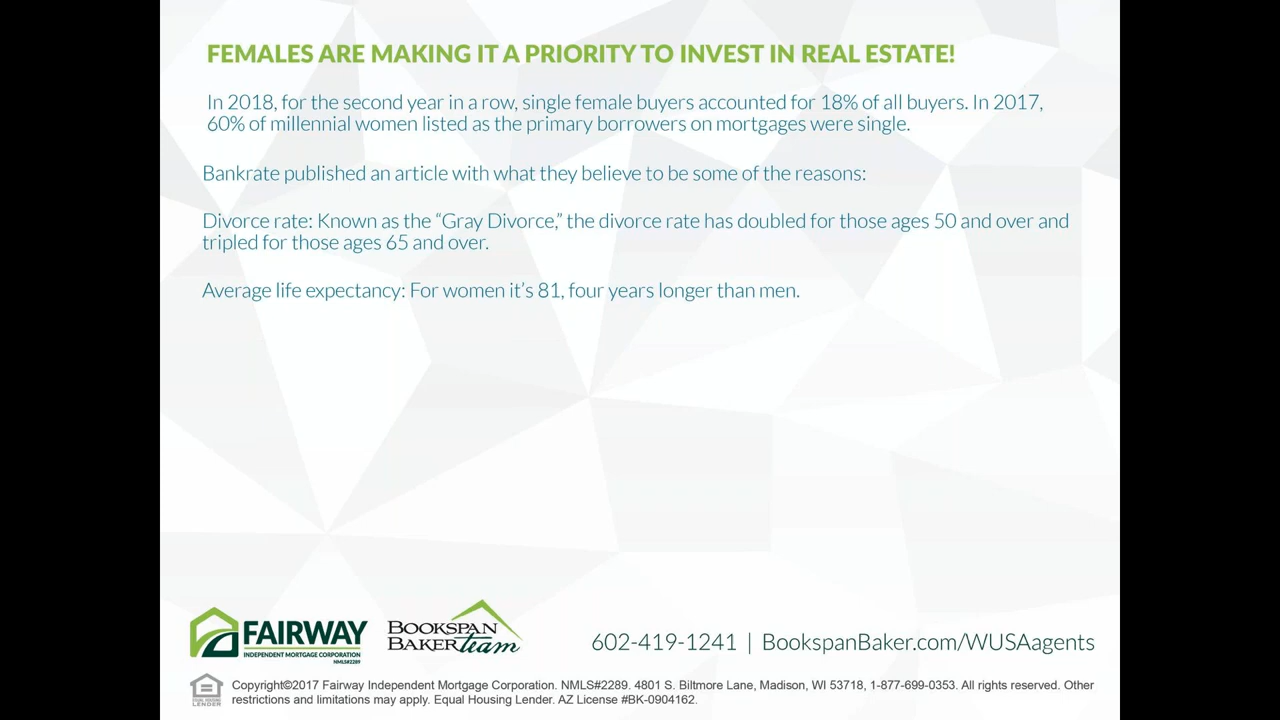 FEMALES ARE MAKING IT A PRIORITY TO INVEST IN REAL ESTATE!
In 2018, for the second year in a row, single female buyers accounted for 18% of all buyers. In 2017,
60% of millennial women listed as the primary borrowers on mortgages were single.
Bankrate published an article with what they believe to be some of the reasons:
Divorce rate: Known as the “Gray Divorce,” the divorce rate has doubled for those ages 50 and over and
tripled for those ages 65 and over.
Average life expectancy: For women it’s 81, four years longer than men.
FAIRWAY
INDEPENDENT MORTGAGE CORPORATION
NMLS#2289
BOOKSPAN
BAKER team
602-419-1241 | BookspanBaker.com/WUSAagents
EQUAL HOUSING
LENDER
Copyright©2017 Fairway Independent Mortgage Corporation. NMLS#2289. 4801 S. Biltmore Lane, Madison, WI 53718, 1-877-699-0353. All rights reserved. Other
restrictions and limitations may apply. Equal Housing Lender. AZ License #BK-0904162.